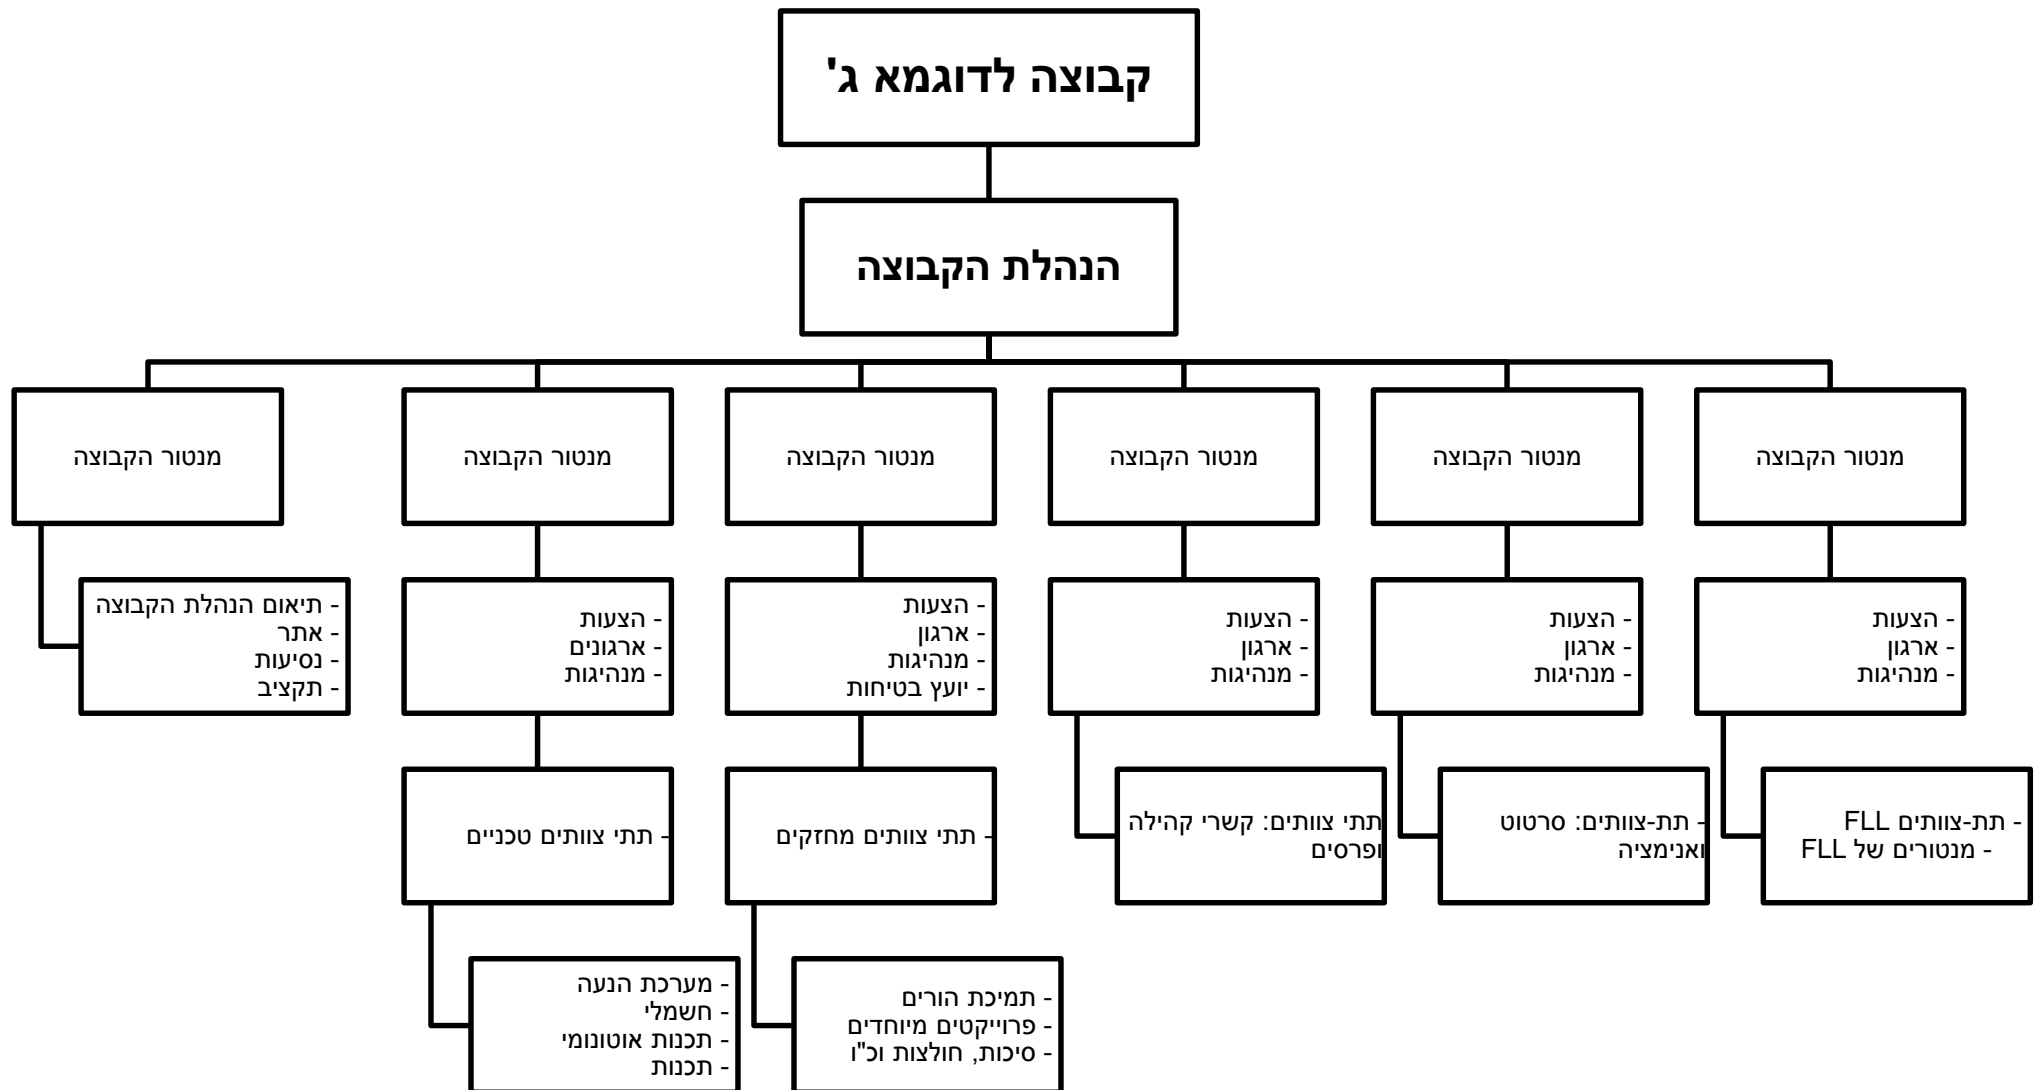 קבוצה לדוגמא ג'
הנהלת הקבוצה
מנטור הקבוצה
מנטור הקבוצה
מנטור הקבוצה
מנטור הקבוצה
מנטור הקבוצה
מנטור הקבוצה
- הצעות
- ארגון
- מנהיגות
- הצעות
- ארגון
- מנהיגות
- הצעות
- ארגון
- מנהיגות
- הצעות
- ארגון
- מנהיגות
- יועץ בטיחות
- הצעות
- ארגונים
- מנהיגות
- תיאום הנהלת הקבוצה
- אתר
- נסיעות
- תקציב
- תת-צוותים FLL
- מנטורים של FLL
- תת-צוותים: סרטוט
ואנימציה
תתי צוותים: קשרי קהילה
ופרסים
- תתי צוותים מחזקים
- תתי צוותים טכניים
- תמיכת הורים
- פרוייקטים מיוחדים
- סיכות, חולצות וכ"ו
- מערכת הנעה
- חשמלי
- תכנות אוטונומי
- תכנות